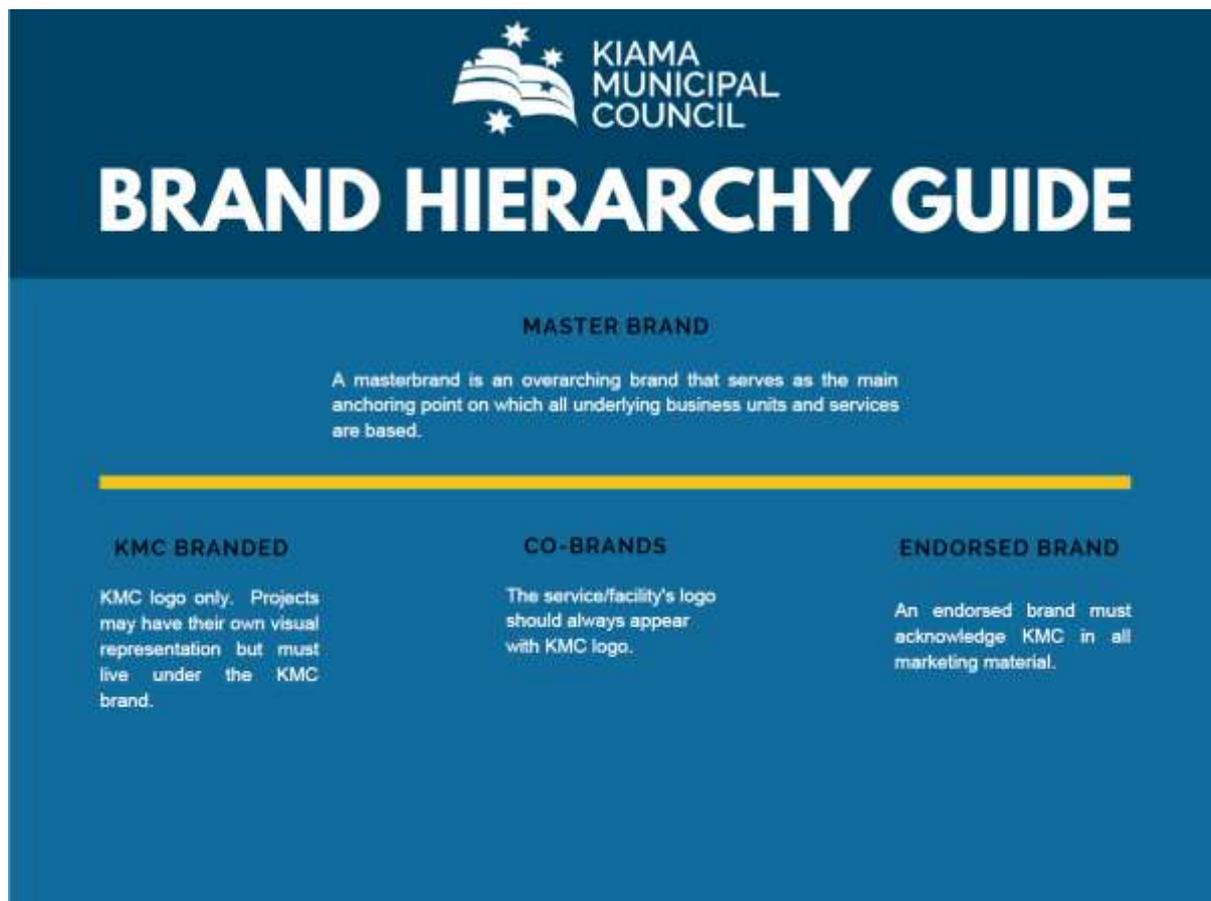 KIAMA
MUNICIPAL
COUNCIL
BRAND HIERARCHY GUIDE
MASTER BRAND
A masterbrand is an overarching brand that serves as the main
anchoring point on which all underlying business units and services
are based.
KMC BRANDED
KMC logo only. Projects
may have their own visual
representation but must
live under the KMC
brand.
CO-BRANDS
The service/facility's logo
should always appear
with KMC logo.
ENDORSED BRAND
An endorsed brand must
acknowledge KMC in all
marketing material.